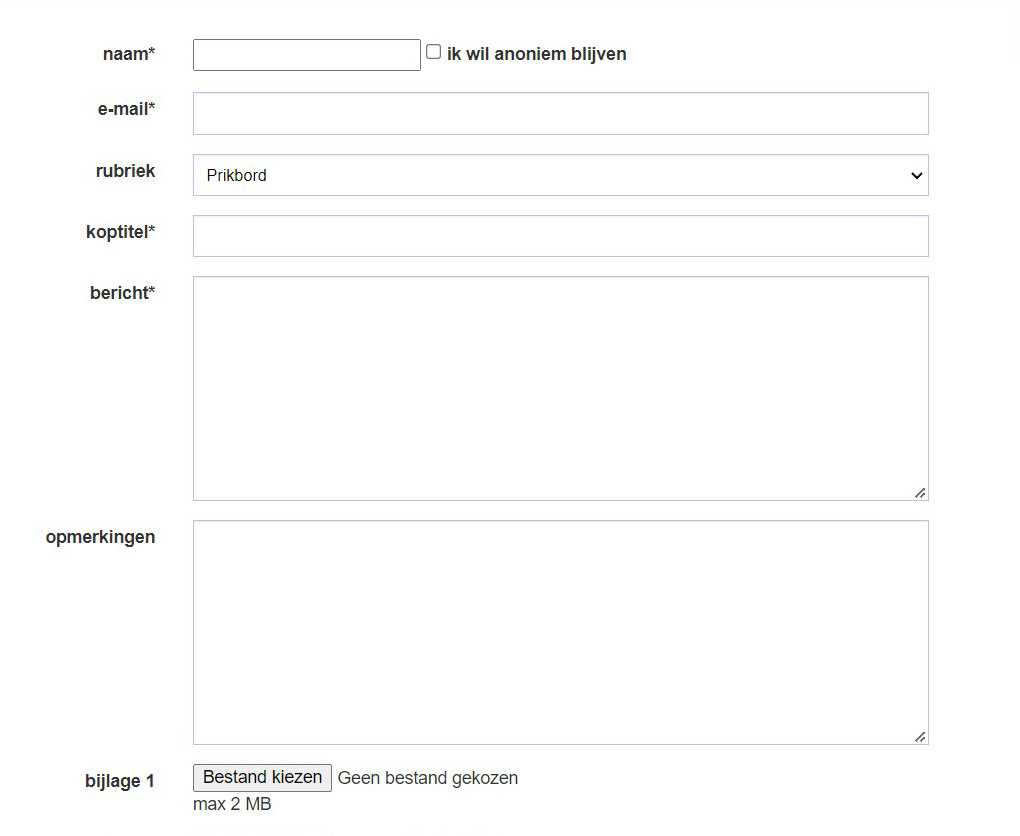 naam* ik wil anoniem blijven
e-mail*
rubriek Prikbord
koptitel*
bericht*
opmerkingen
bijlage 1 Bestand kiezen Geen bestand gekozen
max 2 MB